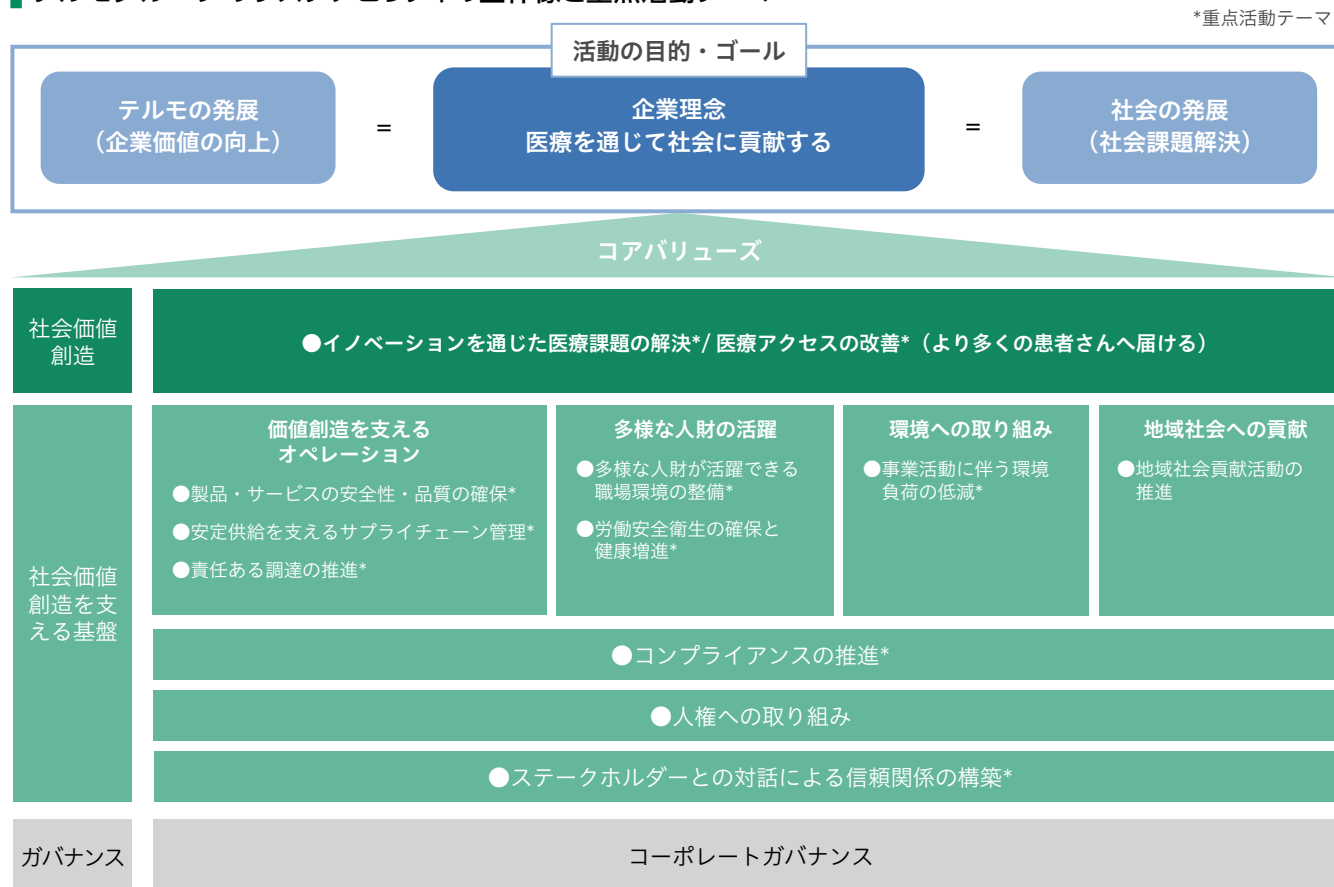 *重点活動テーマ
活動の目的・ゴール
テルモの発展
（企業価値の向上）
=
企業理念
医療を通じて社会に貢献する
=
社会の発展
（社会課題解決）
コアバリューズ
社会価値
創造
●イノベーションを通じた医療課題の解決*/ 医療アクセスの改善*（より多くの患者さんへ届ける）
社会価値
創造を支
える基盤
価値創造を支える
オペレーション
●製品・サービスの安全性・品質の確保*
●安定供給を支えるサプライチェーン管理*
●責任ある調達の推進*
多様な人財の活躍
●多様な人財が活躍できる
職場環境の整備*
●労働安全衛生の確保と
健康増進*
環境への取り組み
●事業活動に伴う環境
負荷の低減*
地域社会への貢献
●地域社会貢献活動の
推進
●コンプライアンスの推進*
●人権への取り組み
●ステークホルダーとの対話による信頼関係の構築*
ガバナンス
コーポレートガバナンス